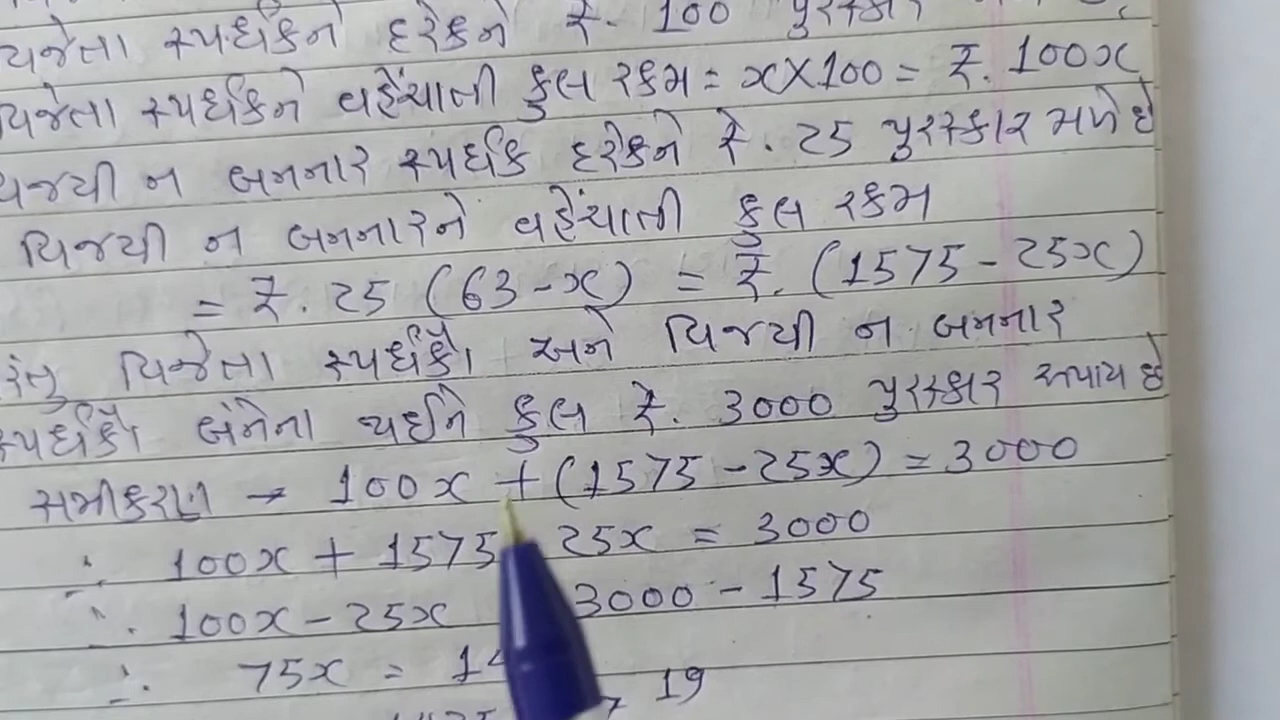 વિજેતા સ્પર્ધકને દરેકને રૂ. 100 પુરસ્કાર
વિજેતા સ્પર્ધકને વહેંચાતી કુલ રકમ = x×100 = રૂ. 100x
વિજયી ન બનનાર સ્પર્ધક દરેકને રૂ. 25 પુરસ્કાર મળે છે
વિજયી ન બનનારને વહેંચાતી કુલ રકમ
= રૂ. 25 (63-x) = રૂ. (1575-25x)
વિજેતા સ્પર્ધકો અને વિજયી ન બનનાર
સ્પર્ધકો બંનેના થઈને કુલ રૂ. 3000 પુરસ્કાર અપાય છે
સમીકરણ → 100x + (1575-25x) = 3000
∴ 100x + 1575 25x = 3000
∴ 100x - 25x 3000 - 1575
∴ 75x = 14
19